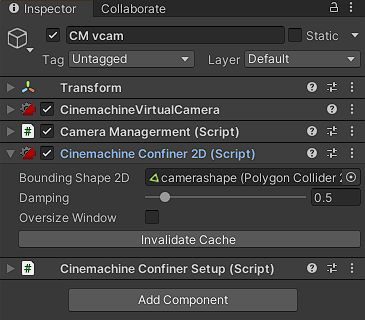 Inspector
Collaborate
CM vcam
Static
Tag Untagged Layer Default
Transform
CinemachineVirtualCamera
# Camera Managerment (Script)
Cinemachine Confiner 2D (Script)
Bounding Shape 2D camerashape (Polygon Collider 2
Damping 0.5
Oversize Window
Invalidate Cache
# Cinemachine Confiner Setup (Script)
Add Component